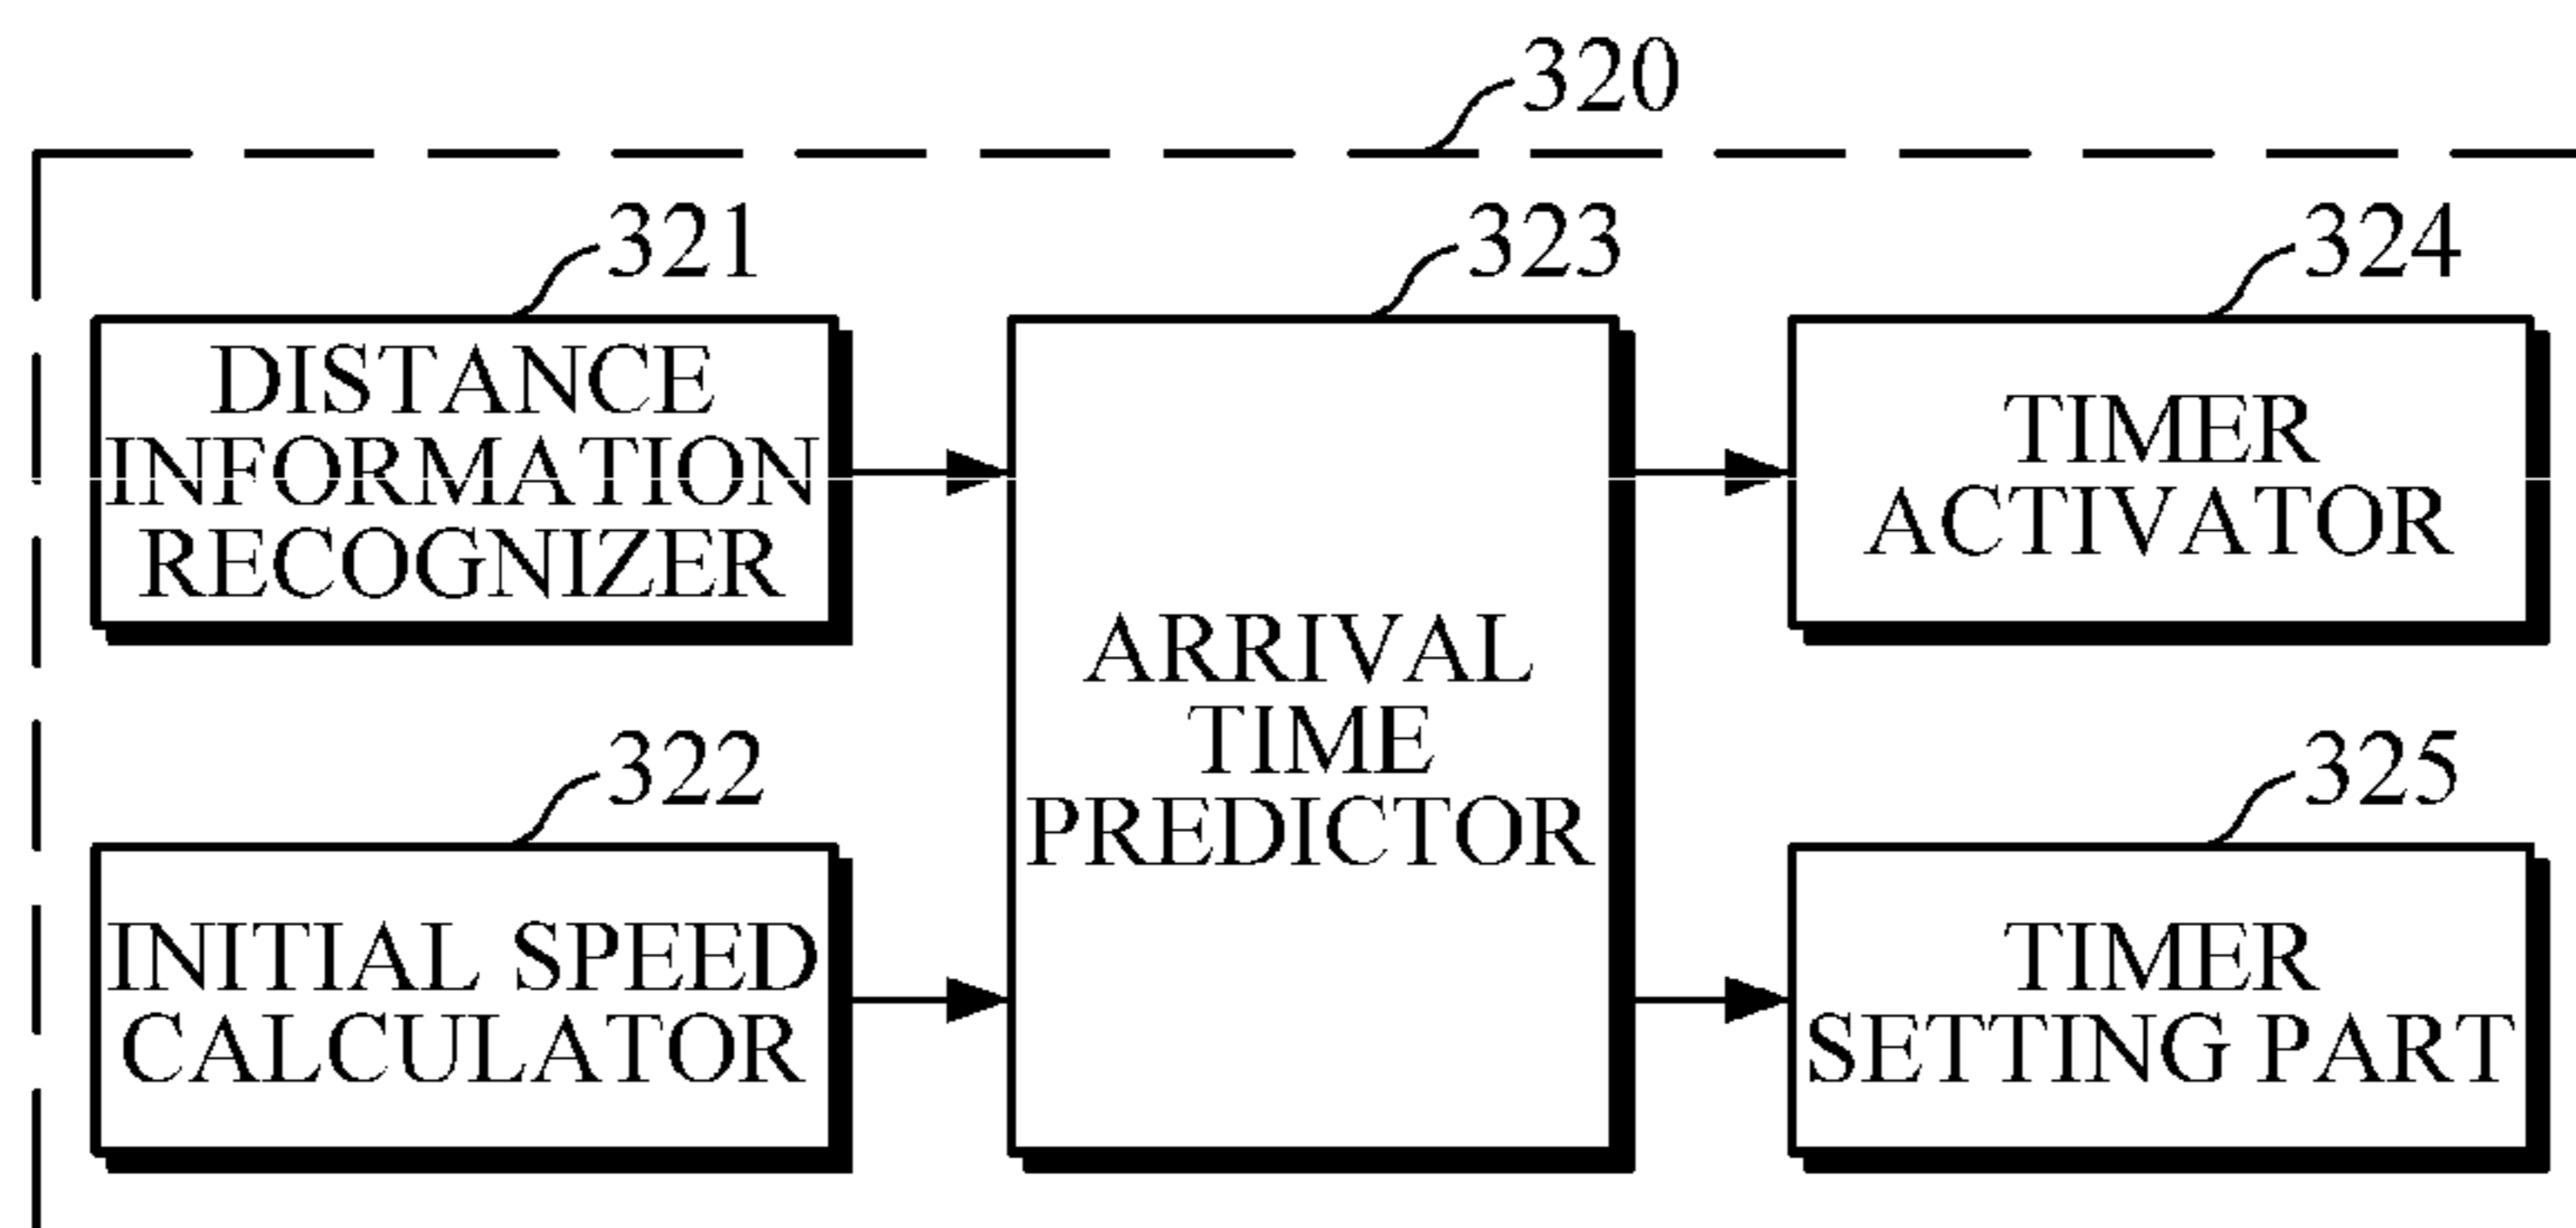 320
321
DISTANCE
INFORMATION
RECOGNIZER
322
INITIAL SPEED
CALCULATOR
323
ARRIVAL
TIME
PREDICTOR
324
TIMER
ACTIVATOR
325
TIMER
SETTING PART